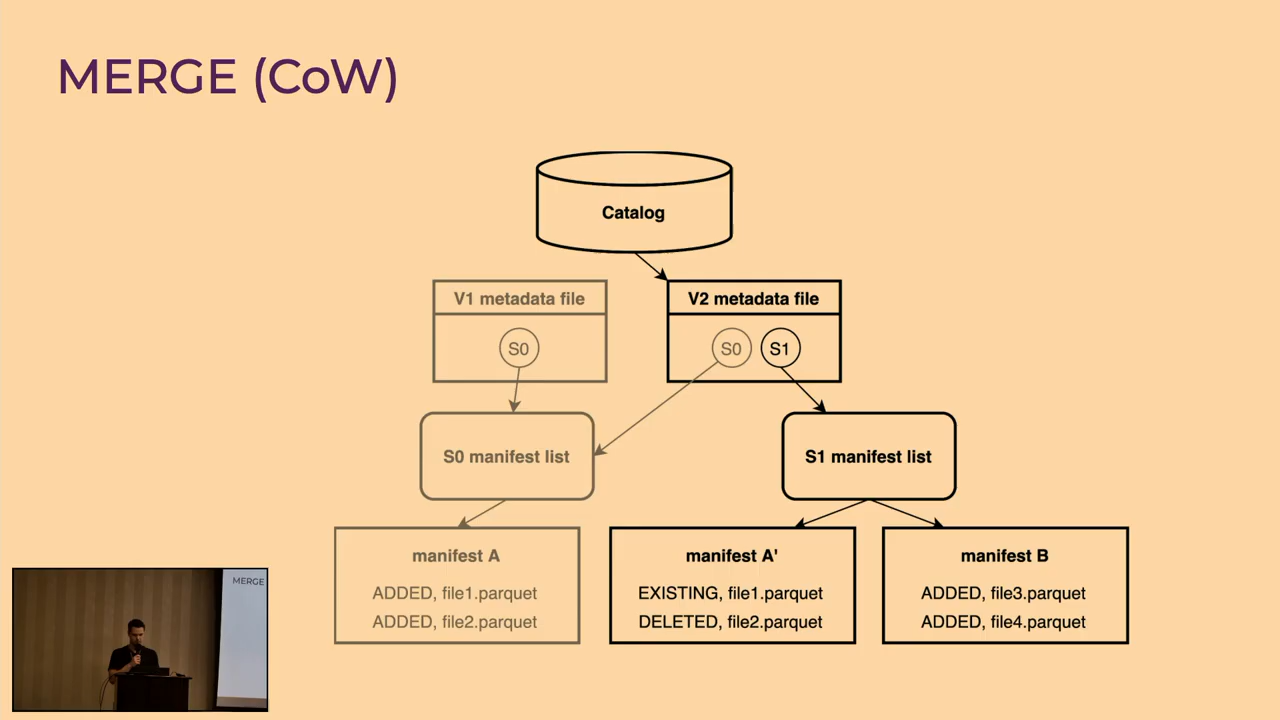 MERGE (CoW)
Catalog
V1 metadata file
V2 metadata file
S0
S0
S1
S0 manifest list
S1 manifest list
manifest A
ADDED, file1.parquet
ADDED, file2.parquet
manifest A'
EXISTING, file1.parquet
DELETED, file2.parquet
manifest B
ADDED, file3.parquet
ADDED, file4.parquet
MERGE